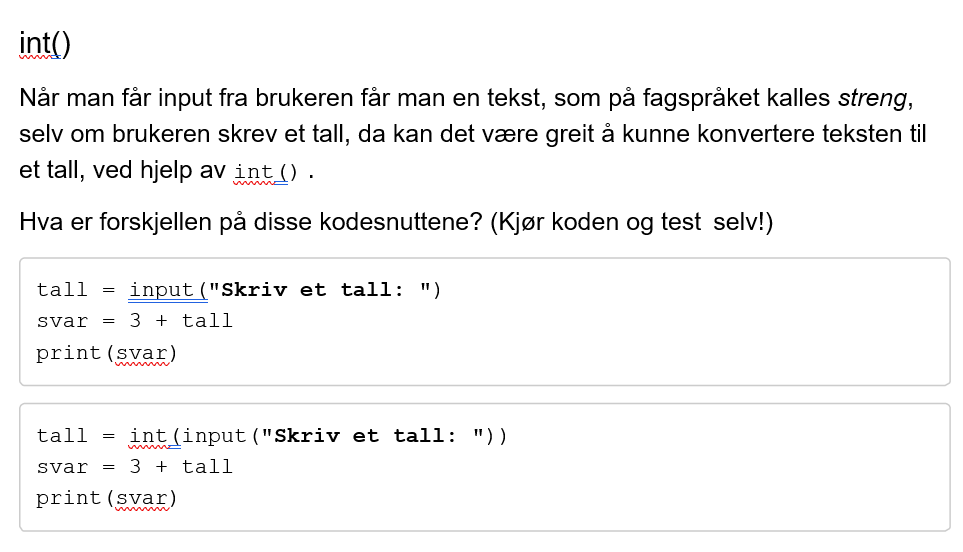 int()
Når man får input fra brukeren får man en tekst, som på fagspråket kalles streng,
selv om brukeren skrev et tall, da kan det være greit å kunne konvertere teksten til
et tall, ved hjelp av int() .
Hva er forskjellen på disse kodesnuttene? (Kjør koden og test selv!)
tall = input("Skriv et tall: ")
svar = 3 + tall
print(svar)
tall = int(input("Skriv et tall: "))
svar = 3 + tall
print(svar)